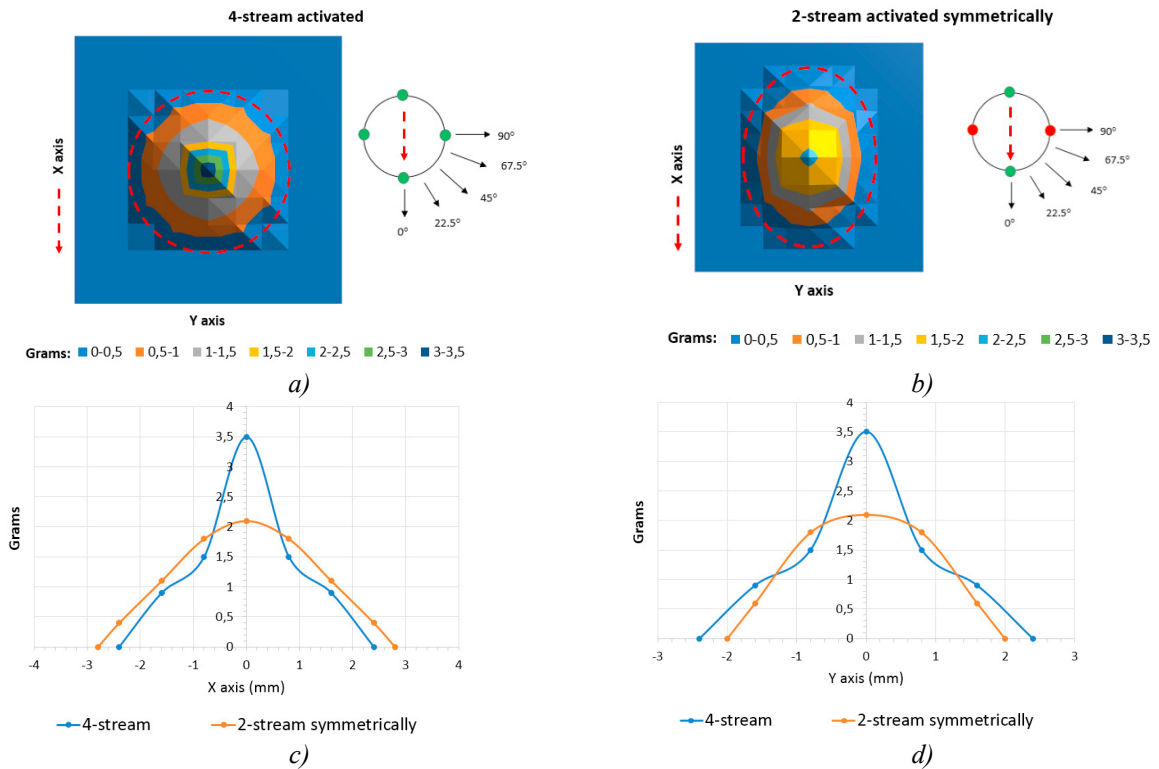 4-stream activated
X axis
90°
67.5°
45°
22.5°
0°
Y axis
Grams: 0-0,5 0,5-1 1-1,5 1,5-2 2-2,5 2,5-3 3-3,5
a)
2-stream activated symmetrically
X axis
90°
67.5°
45°
22.5°
0°
Y axis
Grams: 0-0,5 0,5-1 1-1,5 1,5-2 2-2,5 2,5-3 3-3,5
b)
Grams
4
3,5
3
2,5
2
1,5
1
0,5
0
-4 -3 -2 -1 0 1 2 3 4
X axis (mm)
4-stream 2-stream symmetrically
c)
Grams
4
3,5
3
2,5
2
1,5
1
0,5
0
-3 -2 -1 0 1 2 3
Y axis (mm)
4-stream 2-stream symmetrically
d)